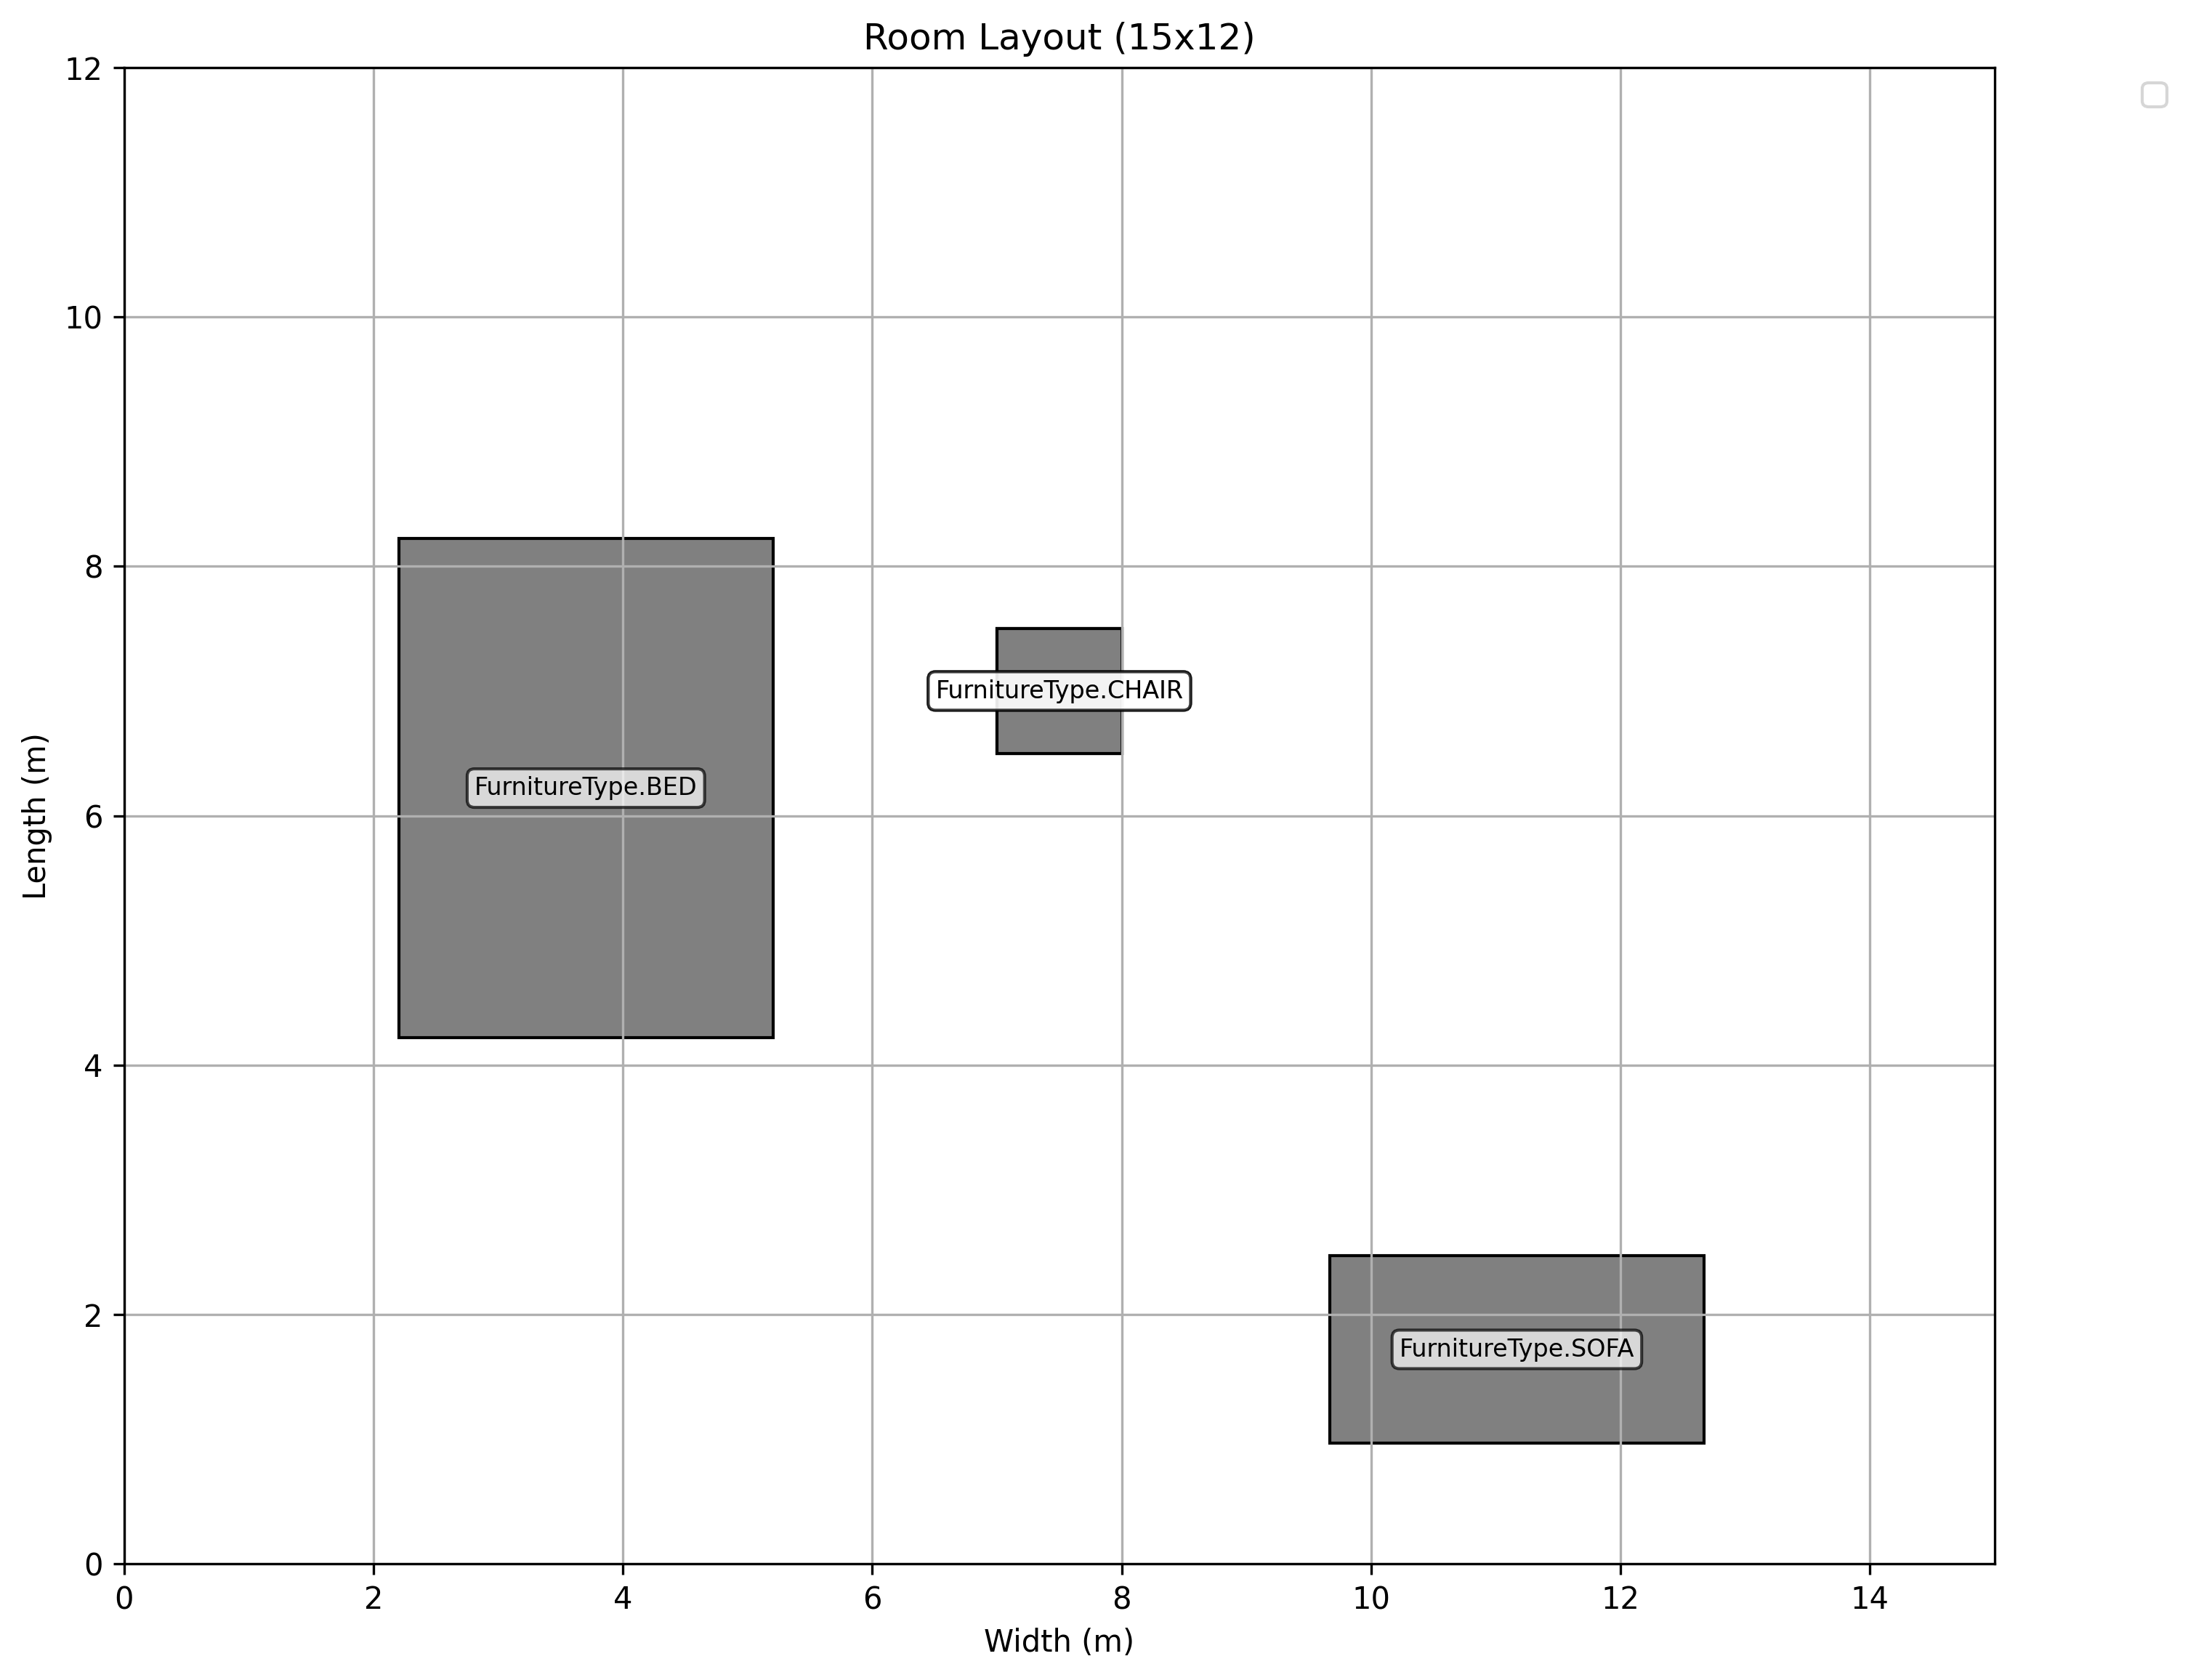 Room Layout (15x12)
12
10
8
6
4
2
0
Length (m)
FurnitureType.CHAIR
FurnitureType.BED
FurnitureType.SOFA
0 2 4 6 8 10 12 14
Width (m)